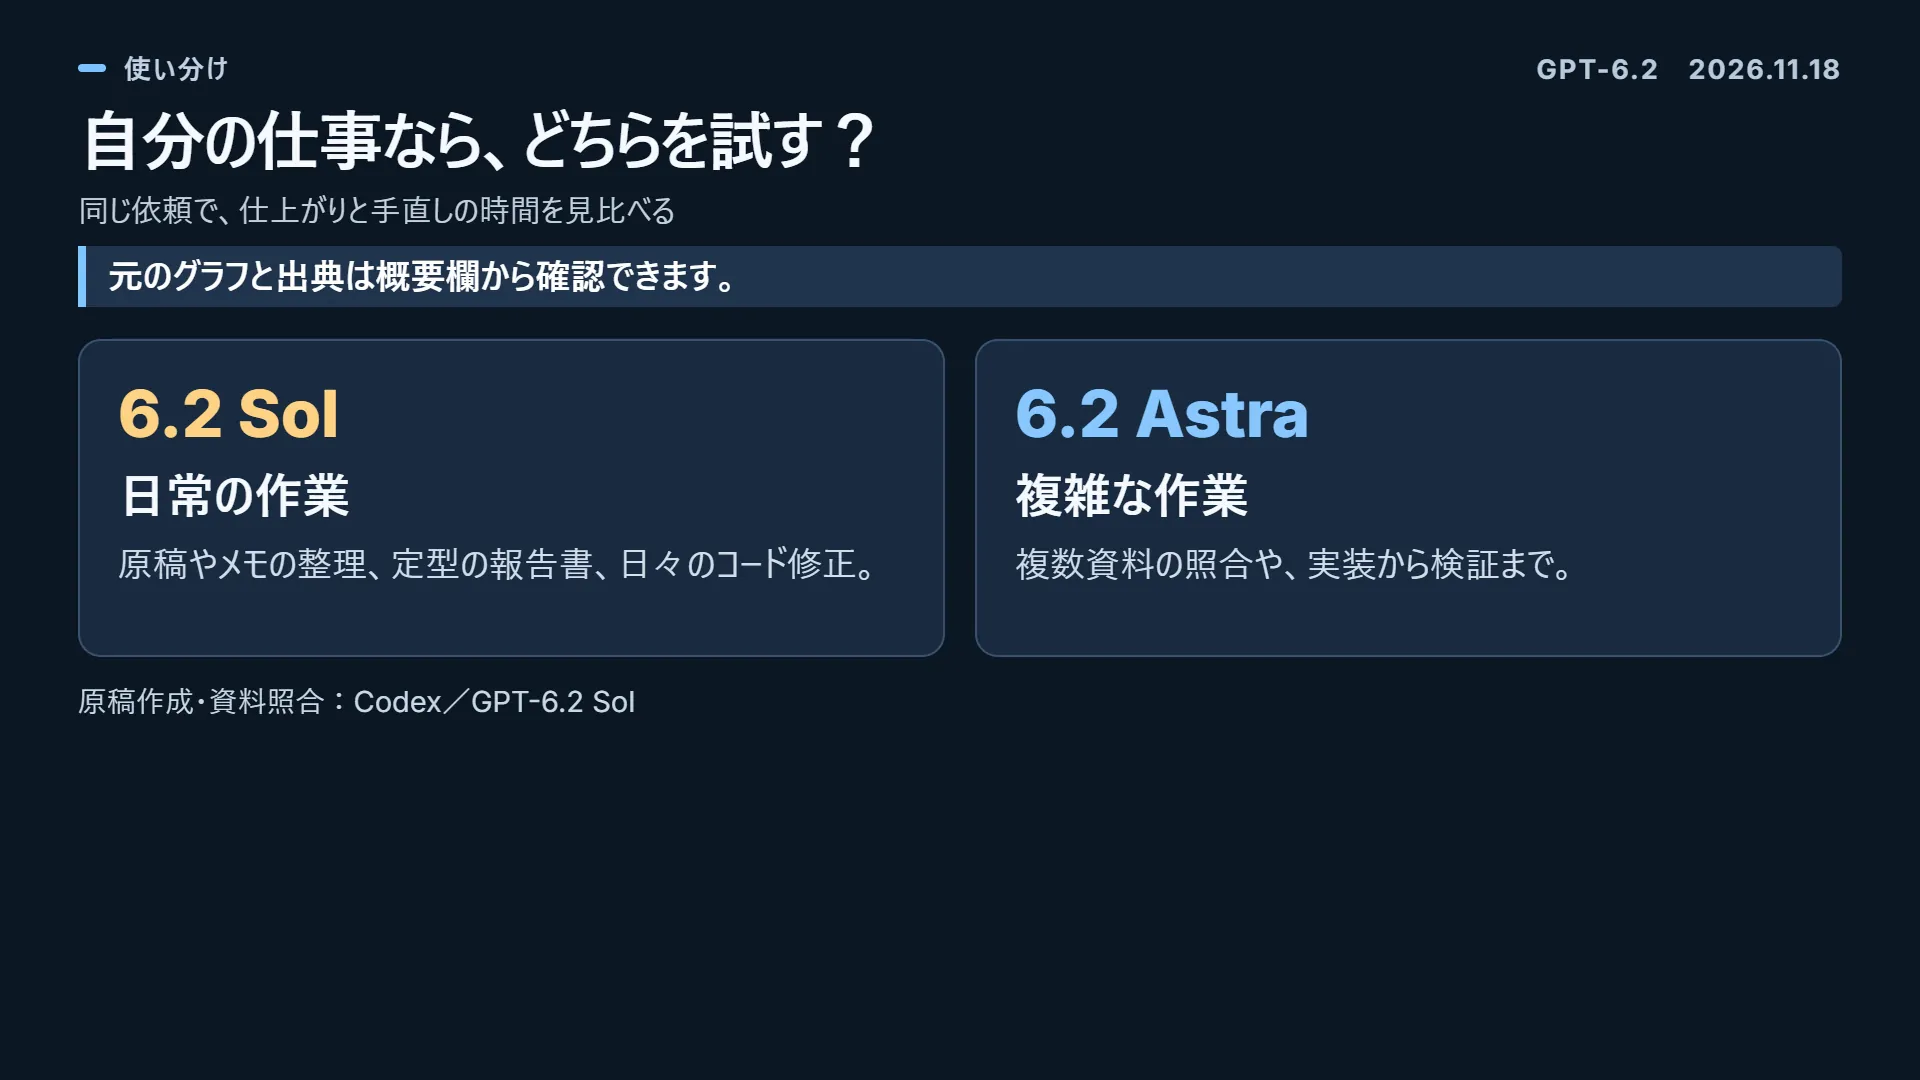 使い分け
GPT-6.2 2026.11.18
自分の仕事なら、どちらを試す？
同じ依頼で、仕上がりと手直しの時間を見比べる
元のグラフと出典は概要欄から確認できます。
6.2 Sol
日常の作業
原稿やメモの整理、定型の報告書、日々のコード修正。
6.2 Astra
複雑な作業
複数資料の照合や、実装から検証まで。
原稿作成・資料照合：Codex／GPT-6.2 Sol